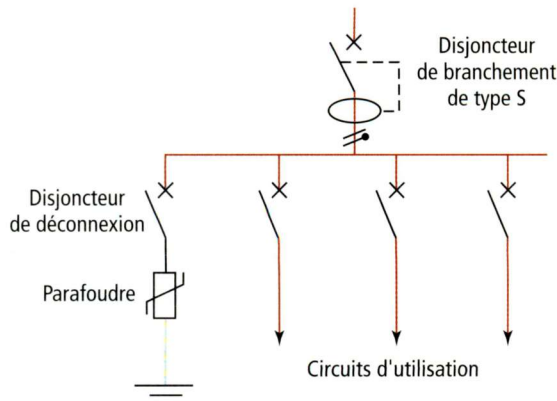 Disjoncteur
de branchement
de type S
Disjoncteur
de déconnexion
Parafoudre
Circuits d'utilisation